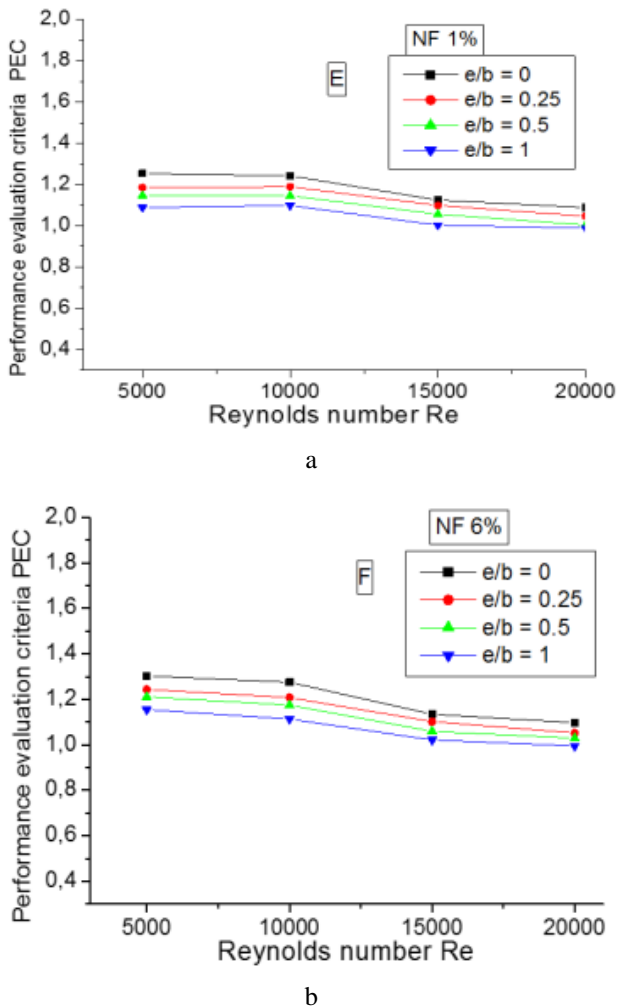 NF 1%
E
e/b = 0
e/b = 0.25
e/b = 0.5
e/b = 1
Performance evaluation criteria PEC
2,0
1,8
1,6
1,4
1,2
1,0
0,8
0,6
0,4
5000 10000 15000 20000
Reynolds number Re
a
NF 6%
F
e/b = 0
e/b = 0.25
e/b = 0.5
e/b = 1
Performance evaluation criteria PEC
2,0
1,8
1,6
1,4
1,2
1,0
0,8
0,6
0,4
5000 10000 15000 20000
Reynolds number Re
b